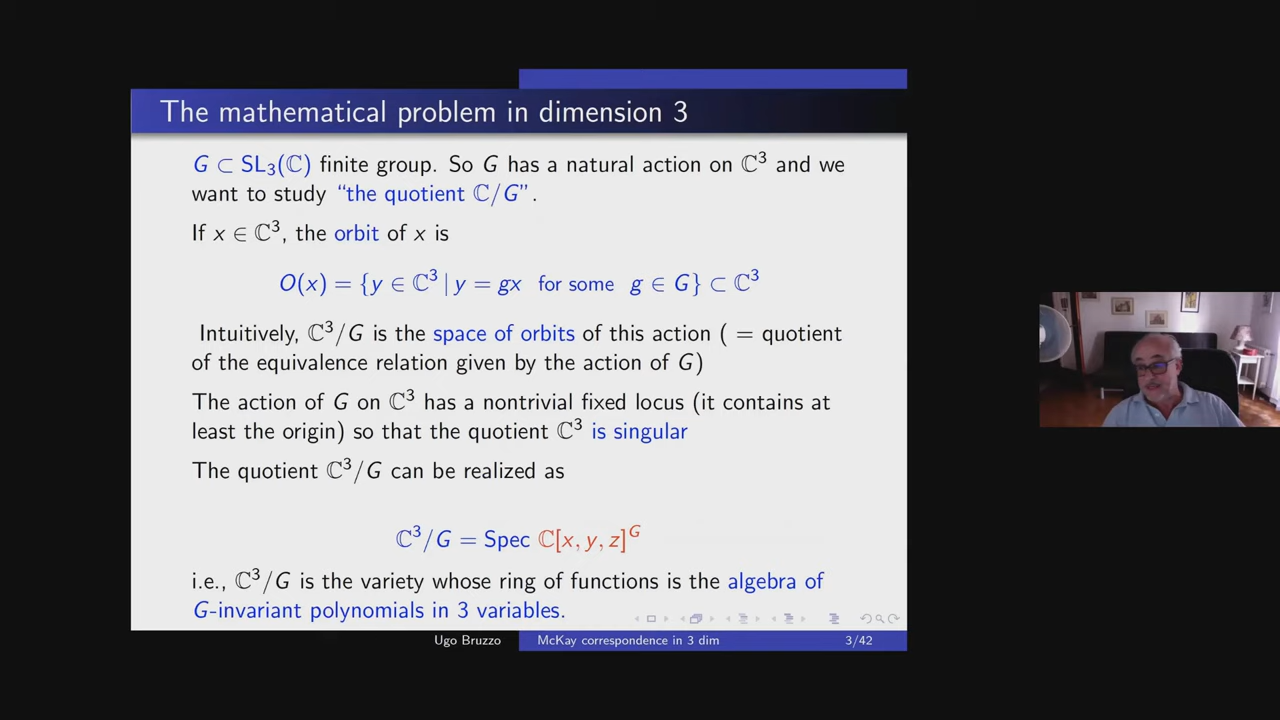 The mathematical problem in dimension 3
G ⊂ SL₃(ℂ) finite group. So G has a natural action on ℂ³ and we
want to study “the quotient ℂ/G”.
If x ∈ ℂ³, the orbit of x is
O(x) = {y ∈ ℂ³ | y = gx for some g ∈ G} ⊂ ℂ³
Intuitively, ℂ³/G is the space of orbits of this action ( = quotient
of the equivalence relation given by the action of G)
The action of G on ℂ³ has a nontrivial fixed locus (it contains at
least the origin) so that the quotient ℂ³ is singular
The quotient ℂ³/G can be realized as
ℂ³/G = Spec ℂ[x, y, z]ᴳ
i.e., ℂ³/G is the variety whose ring of functions is the algebra of
G-invariant polynomials in 3 variables.
Ugo Bruzzo McKay correspondence in 3 dim 3/42